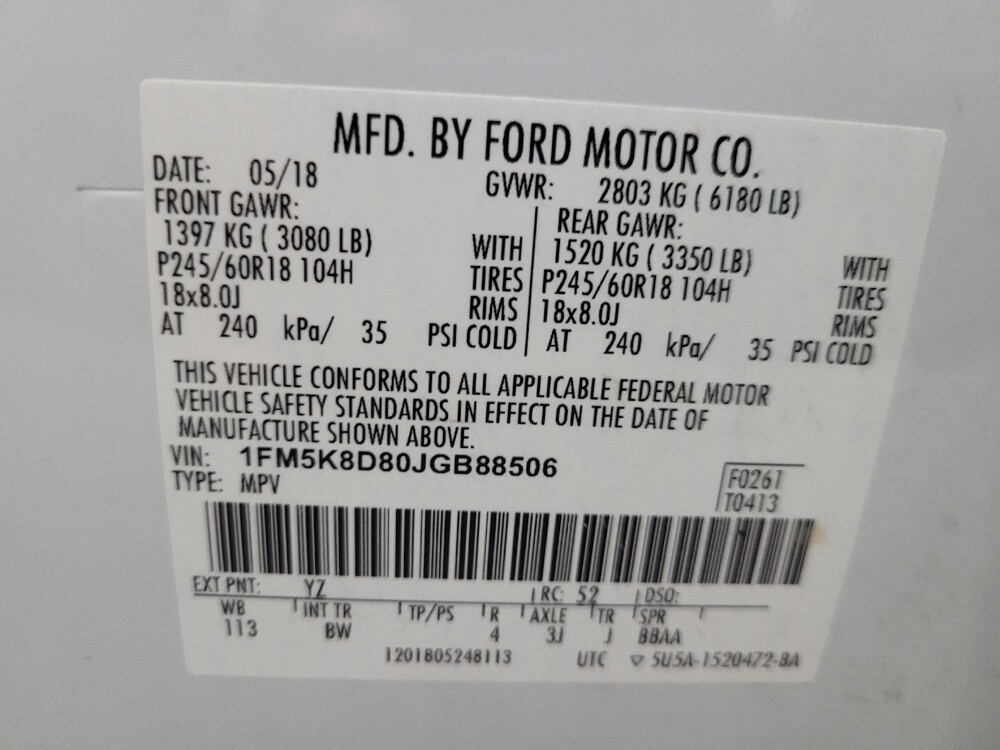 MFD. BY FORD MOTOR CO.
DATE: 05/18 GVWR: 2803 KG ( 6180 LB)
FRONT GAWR: REAR GAWR:
1397 KG ( 3080 LB) WITH 1520 KG ( 3350 LB) WITH
P245/60R18 104H TIRES P245/60R18 104H TIRES
18x8.0J RIMS 18x8.0J RIMS
AT 240 kPa/ 35 PSI COLD AT 240 kPa/ 35 PSI COLD
THIS VEHICLE CONFORMS TO ALL APPLICABLE FEDERAL MOTOR
VEHICLE SAFETY STANDARDS IN EFFECT ON THE DATE OF
MANUFACTURE SHOWN ABOVE.
VIN: 1FM5K8D80JGB88506
TYPE: MPV
F0261
T0413
EXT PNT: YZ RC: 52 DSO:
WB INT TR TP/PS R AXLE TR SPR
113 BW 4 3J J BBAA
1201805248113 UTC ▽ 5U5A-1520472-BA